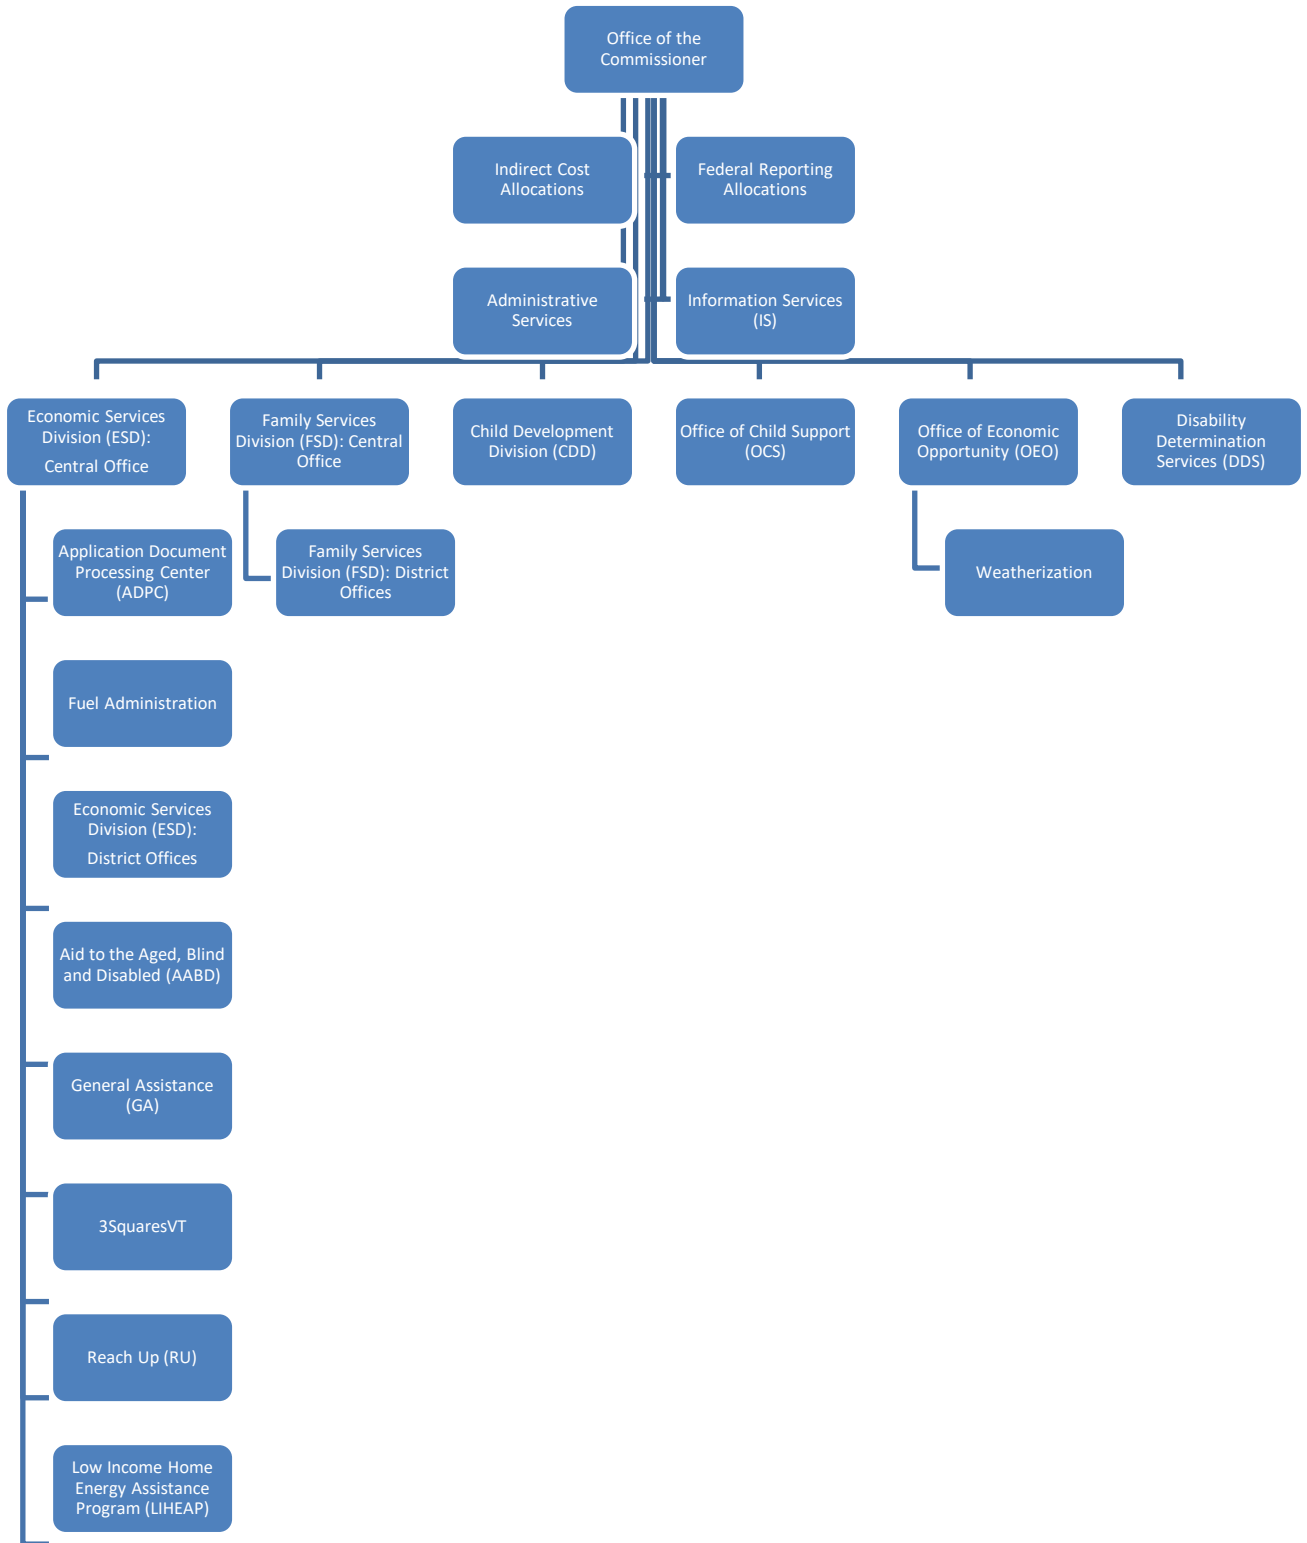 Office of the
Commissioner
Indirect Cost
Allocations
Federal Reporting
Allocations
Administrative
Services
Information Services
(IS)
Economic Services
Division (ESD):
Central Office
Family Services
Division (FSD): Central
Office
Child Development
Division (CDD)
Office of Child Support
(OCS)
Office of Economic
Opportunity (OEO)
Disability
Determination
Services (DDS)
Application Document
Processing Center
(ADPC)
Family Services
Division (FSD): District
Offices
Weatherization
Fuel Administration
Economic Services
Division (ESD):
District Offices
Aid to the Aged, Blind
and Disabled (AABD)
General Assistance
(GA)
3SquaresVT
Reach Up (RU)
Low Income Home
Energy Assistance
Program (LIHEAP)